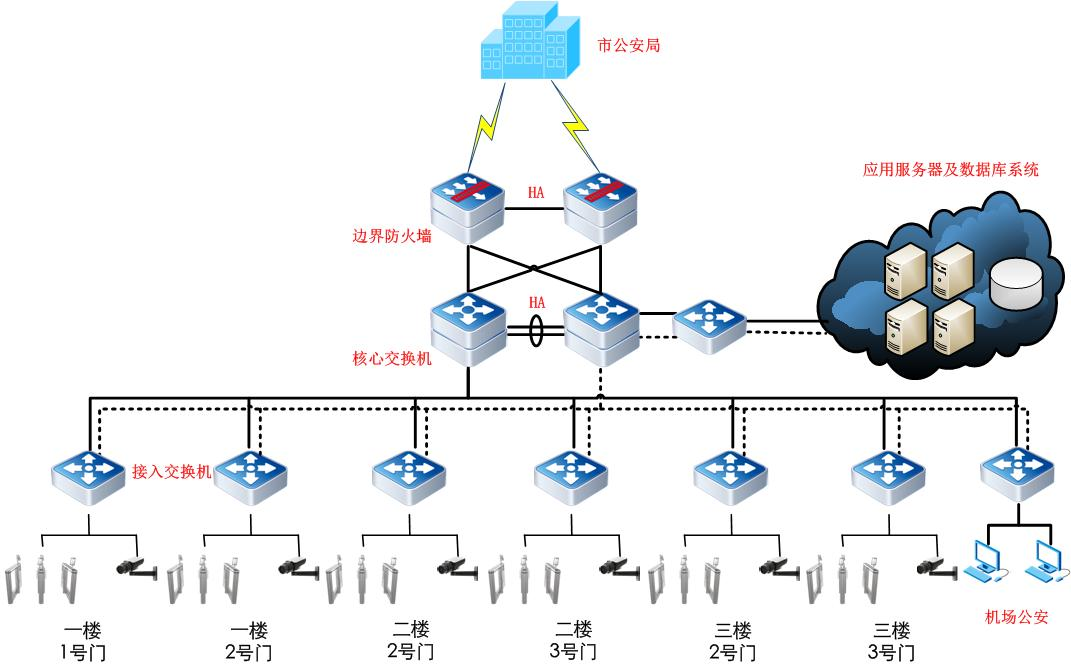 市公安局
应用服务器及数据库系统
HA
边界防火墙
HA
核心交换机
接入交换机
机场公安
一楼
1号门
一楼
2号门
二楼
2号门
二楼
3号门
三楼
2号门
三楼
3号门